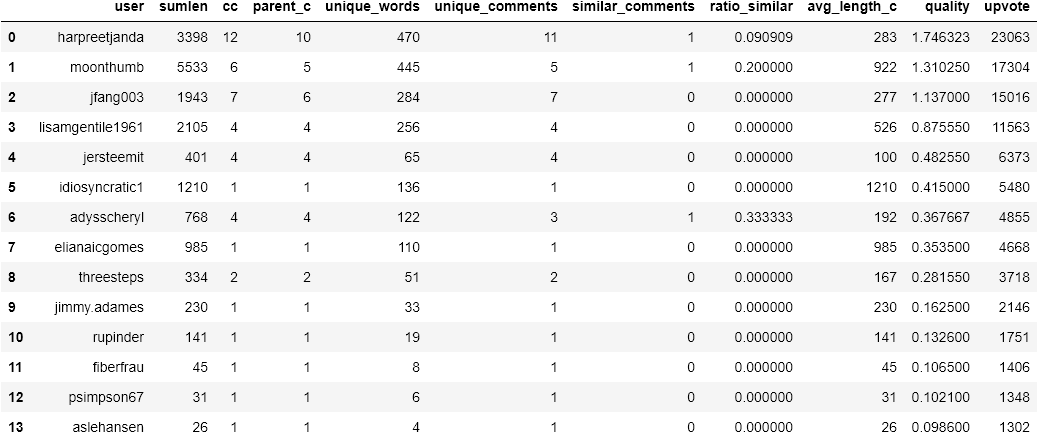 user sumlen cc parent_c unique_words unique_comments similar_comments ratio_similar avg_length_c quality upvote
0 harpreetjanda 3398 12 10 470 11 1 0.090909 283 1.746323 23063
1 moonthumb 5533 6 5 445 5 1 0.200000 922 1.310250 17304
2 jfang003 1943 7 6 284 7 0 0.000000 277 1.137000 15016
3 lisamgentile1961 2105 4 4 256 4 0 0.000000 526 0.875550 11563
4 jersteemit 401 4 4 65 4 0 0.000000 100 0.482550 6373
5 idiosyncratic1 1210 1 1 136 1 0 0.000000 1210 0.415000 5480
6 adysscheryl 768 4 4 122 3 1 0.333333 192 0.367667 4855
7 elianaicgomes 985 1 1 110 1 0 0.000000 985 0.353500 4668
8 threesteps 334 2 2 51 2 0 0.000000 167 0.281550 3718
9 jimmy.adames 230 1 1 33 1 0 0.000000 230 0.162500 2146
10 rupinder 141 1 1 19 1 0 0.000000 141 0.132600 1751
11 fiberfrau 45 1 1 8 1 0 0.000000 45 0.106500 1406
12 psimpson67 31 1 1 6 1 0 0.000000 31 0.102100 1348
13 aslehansen 26 1 1 4 1 0 0.000000 26 0.098600 1302